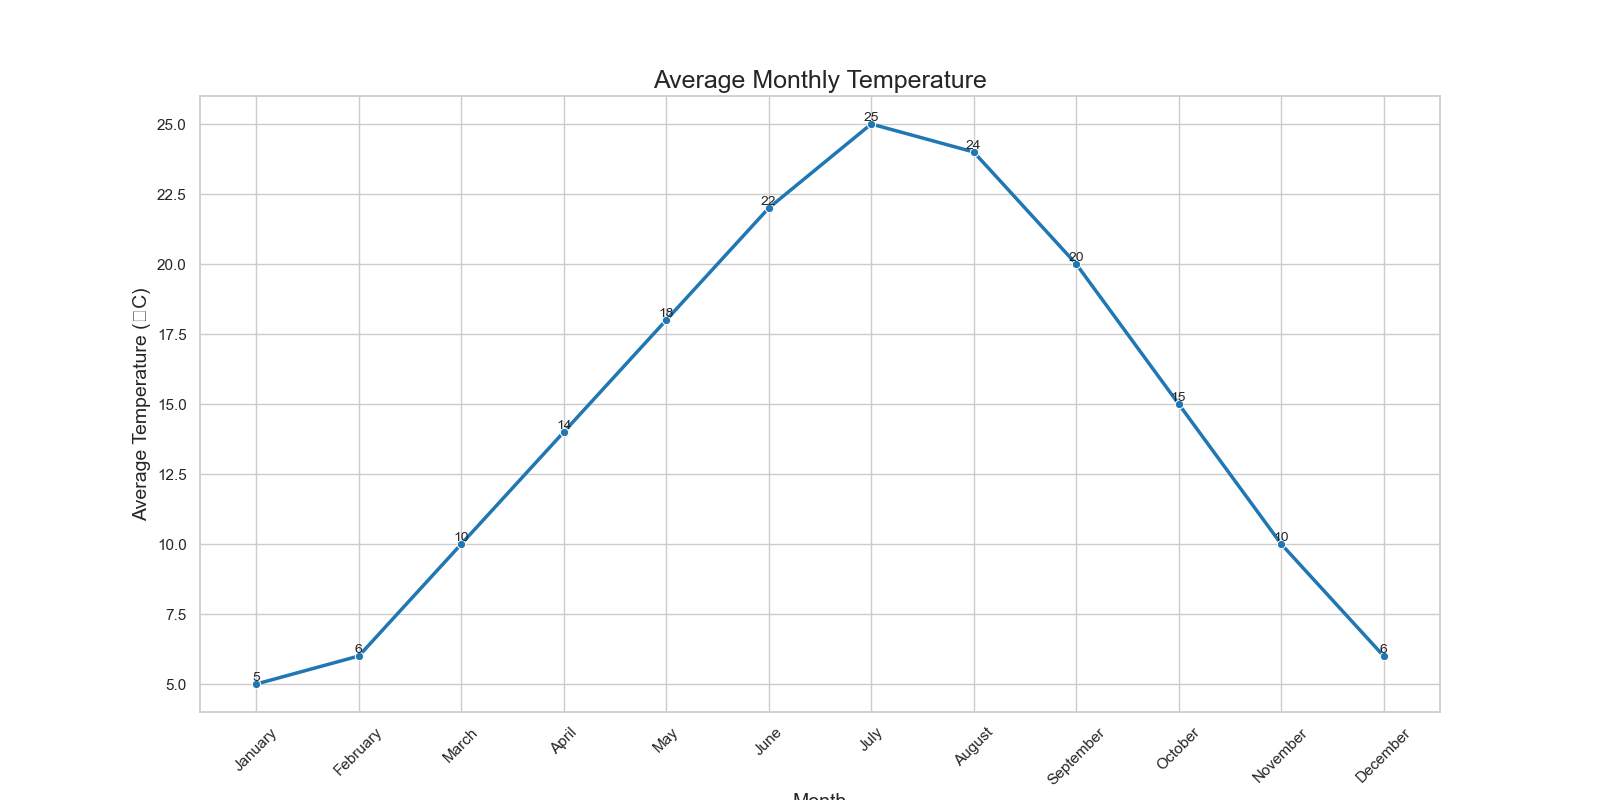 Average Monthly Temperature
25.0
22.5
20.0
17.5
15.0
12.5
10.0
7.5
5.0
Average Temperature (□C)
5
6
10
14
18
22
25
24
20
15
10
6
January
February
March
April
May
June
July
August
September
October
November
December
Month